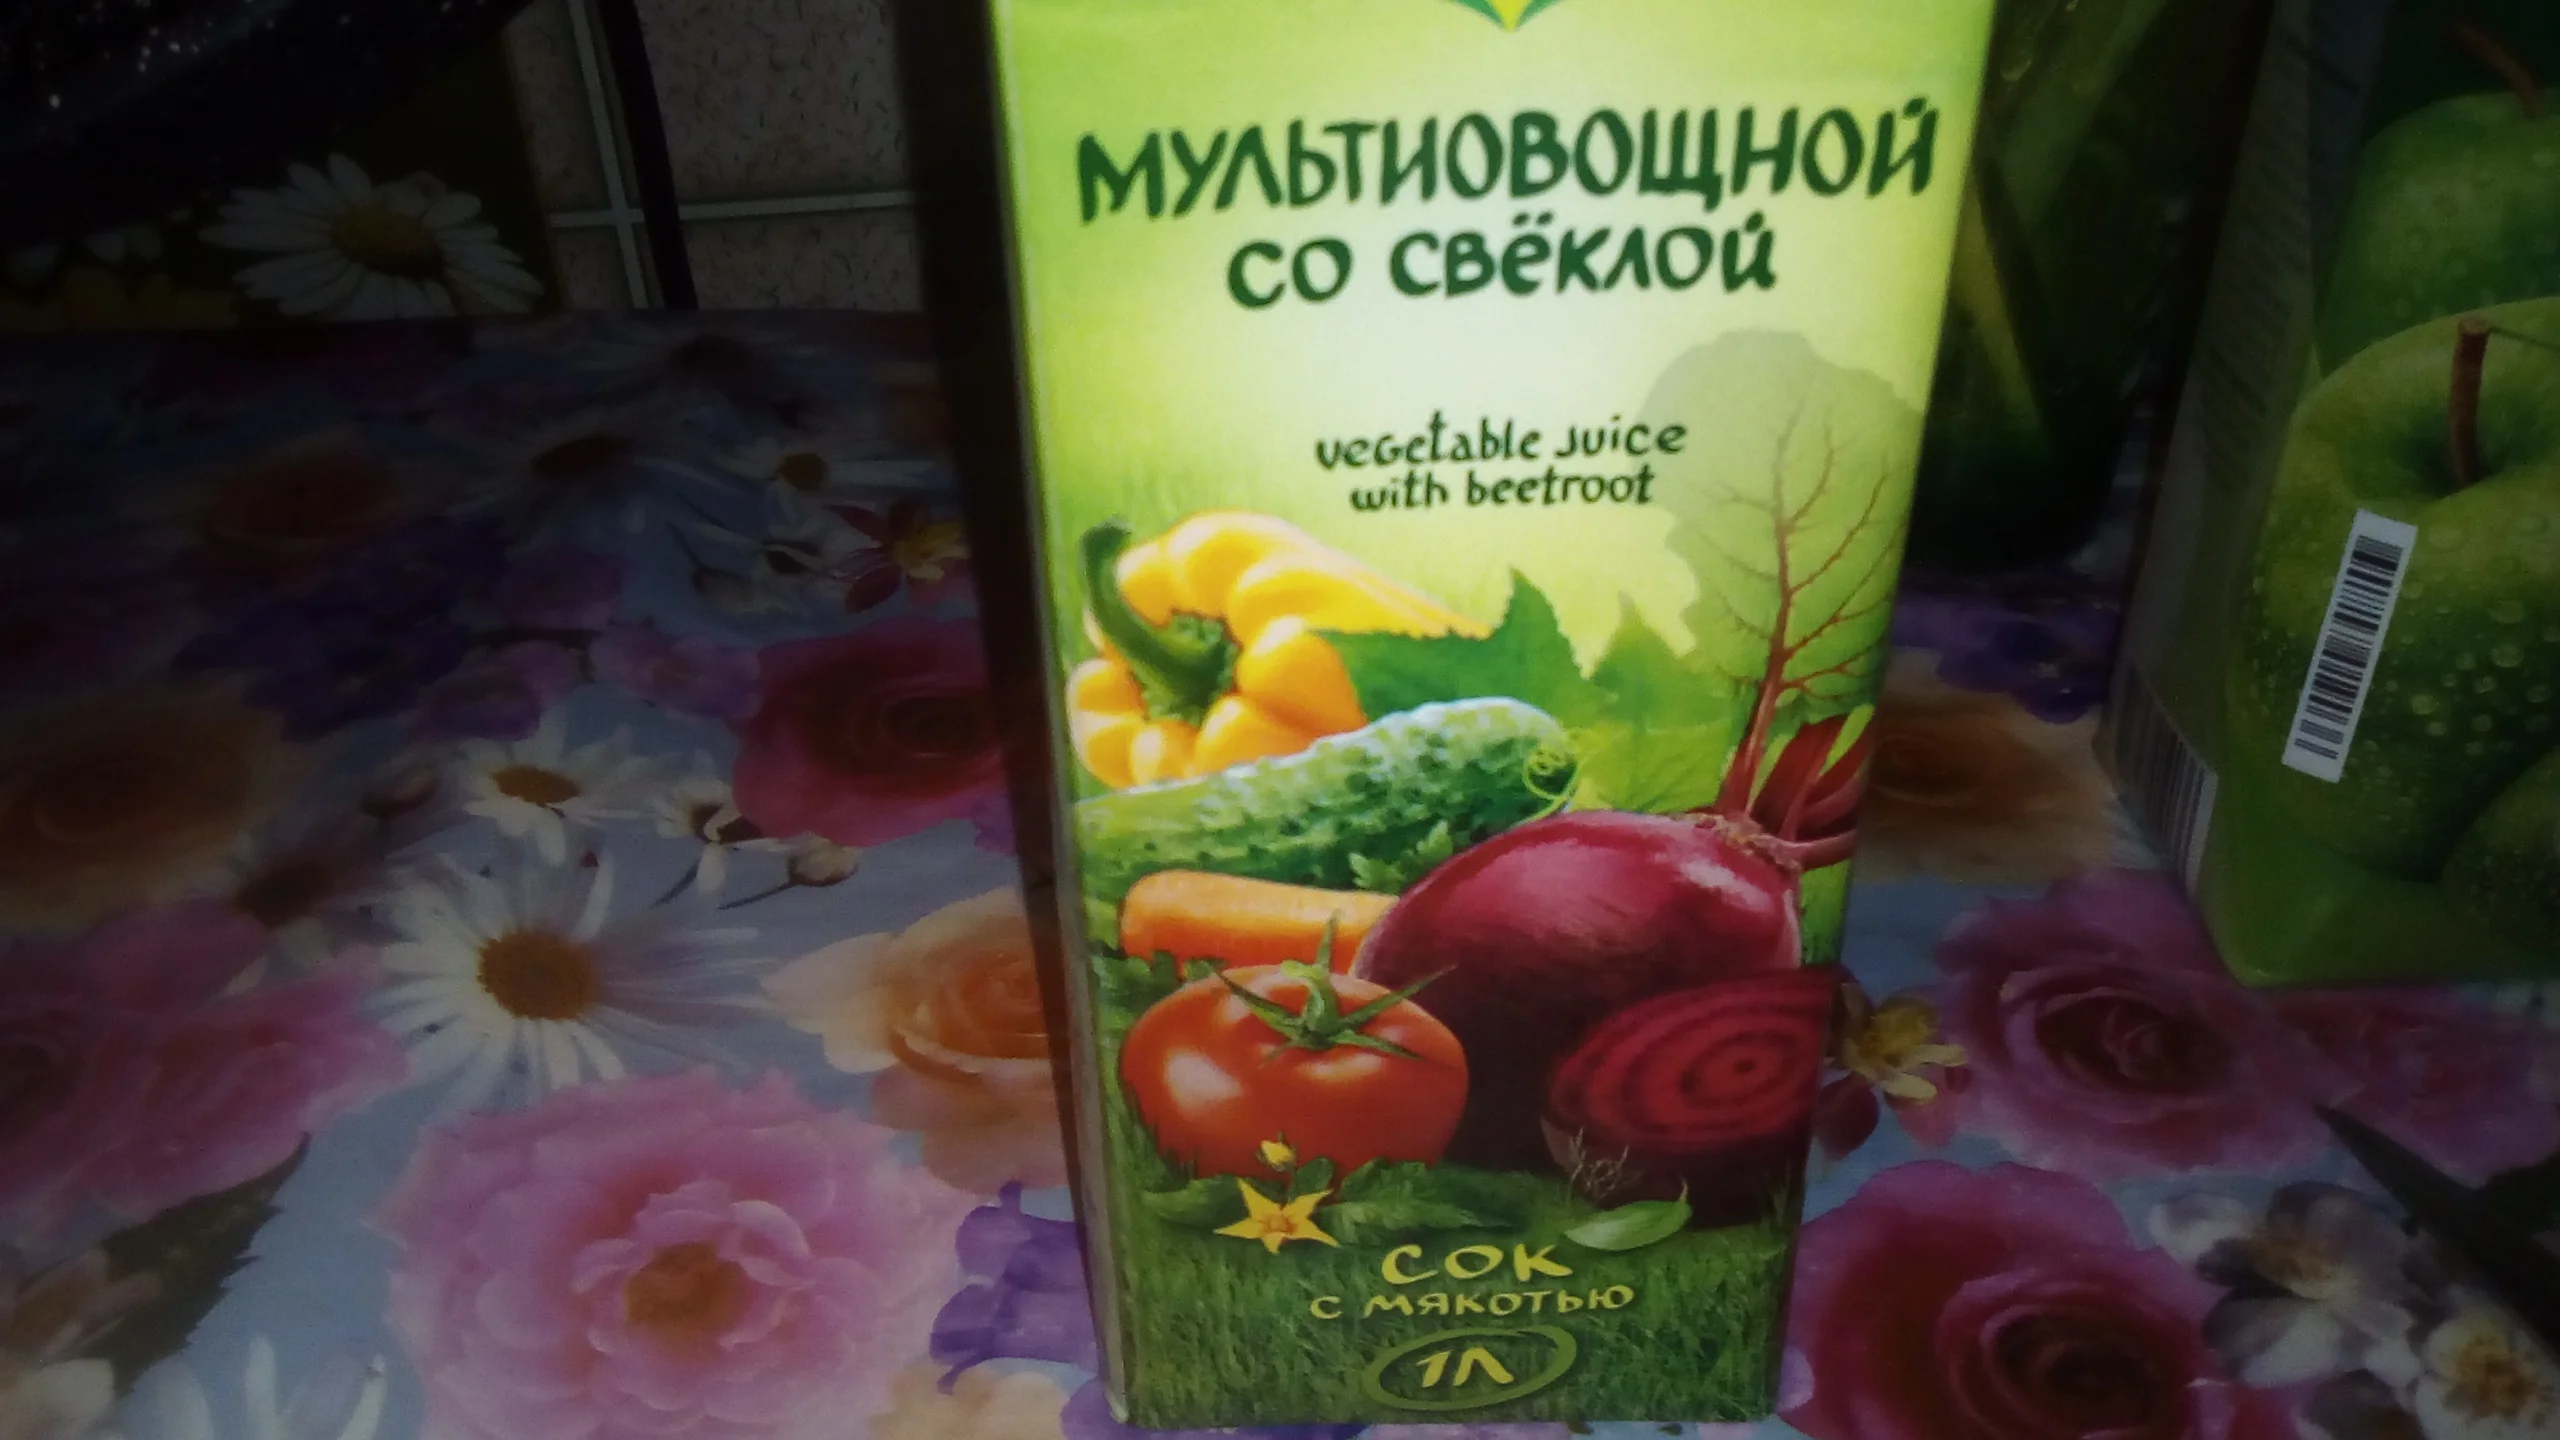 МУЛЬТИОВОЩНОЙ
СО СВЁКЛОЙ
vegetable juice
with beetroot
СОК
С МЯКОТЬЮ
1Л